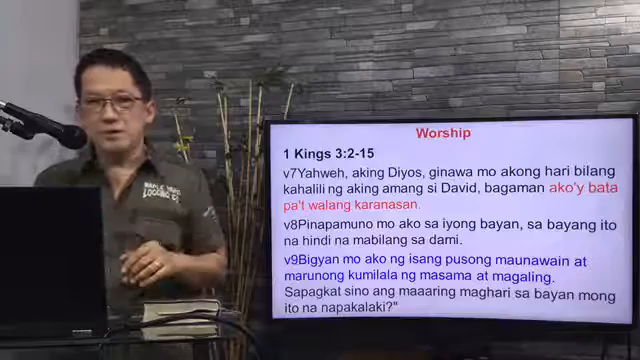 Worship
1 Kings 3:2-15
v7Yahweh, aking Diyos, ginawa mo akong hari bilang
kahalili ng aking amang si David, bagaman ako'y bata
pa't walang karanasan.
v8Pinapamuno mo ako sa iyong bayan, sa bayang ito
na hindi na mabilang sa dami.
v9Bigyan mo ako ng isang pusong maunawain at
marunong kumilala ng masama at magaling.
Sapagkat sino ang maaaring maghari sa bayan mong
ito na napakalaki?"